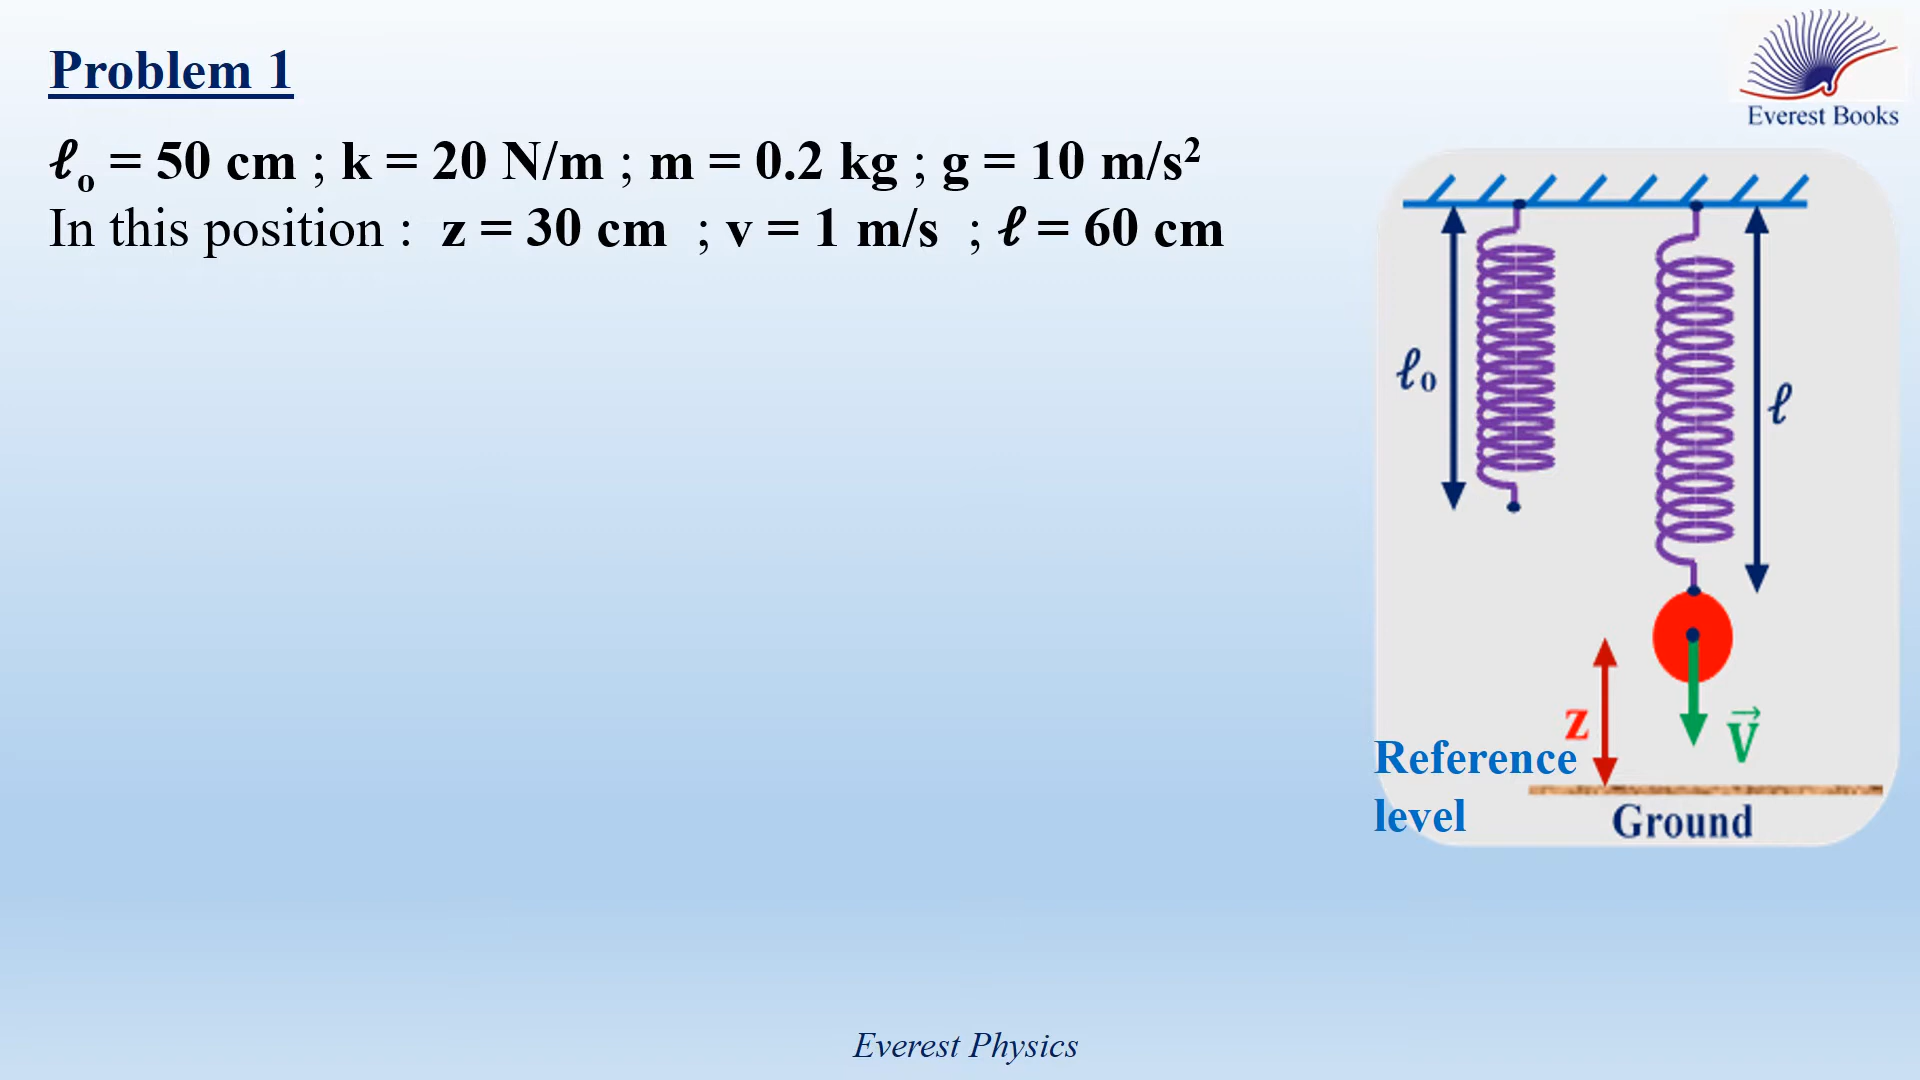 Problem 1
Everest Books
ℓo = 50 cm ; k = 20 N/m ; m = 0.2 kg ; g = 10 m/s²
In this position : z = 30 cm ; v = 1 m/s ; ℓ = 60 cm
ℓ0
ℓ
z
V⃗
Reference
level
Ground
Everest Physics